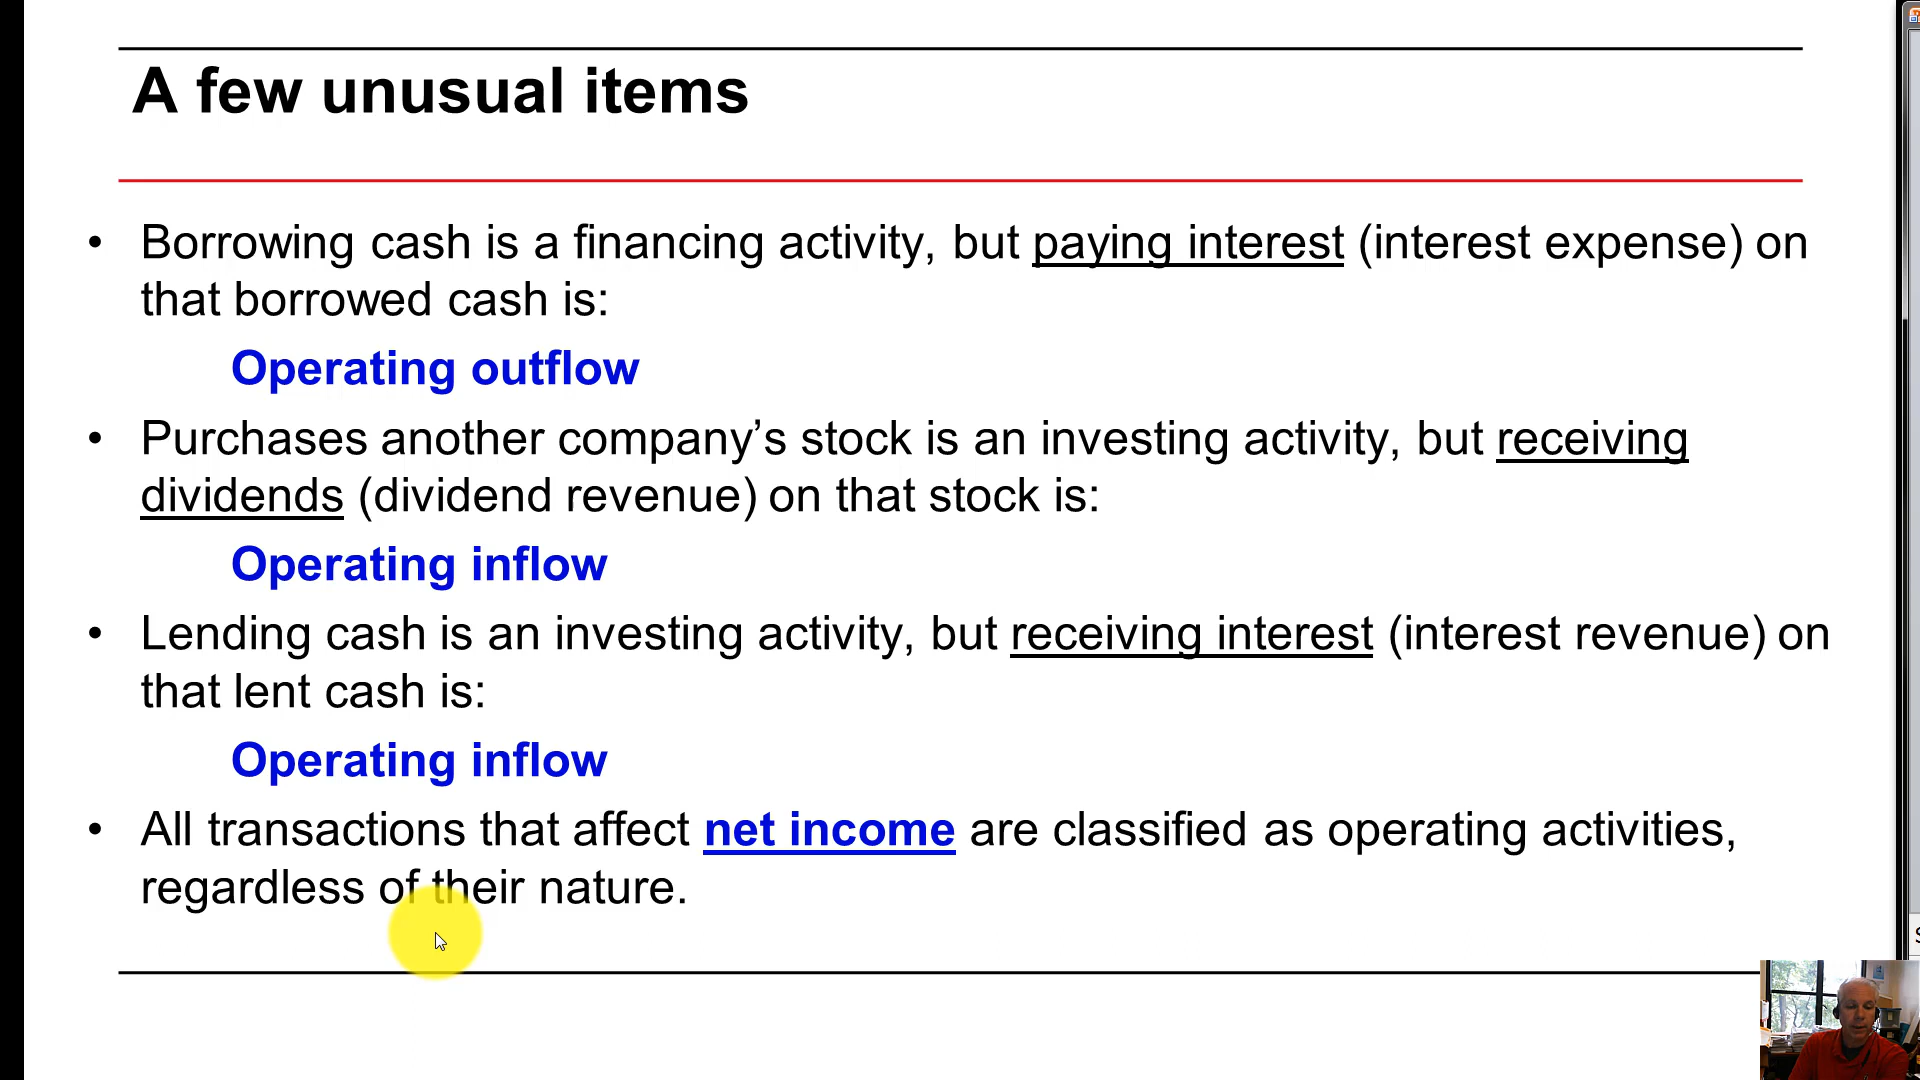 A few unusual items
• Borrowing cash is a financing activity, but paying interest (interest expense) on
that borrowed cash is:
Operating outflow
• Purchases another company’s stock is an investing activity, but receiving
dividends (dividend revenue) on that stock is:
Operating inflow
• Lending cash is an investing activity, but receiving interest (interest revenue) on
that lent cash is:
Operating inflow
• All transactions that affect net income are classified as operating activities,
regardless of their nature.